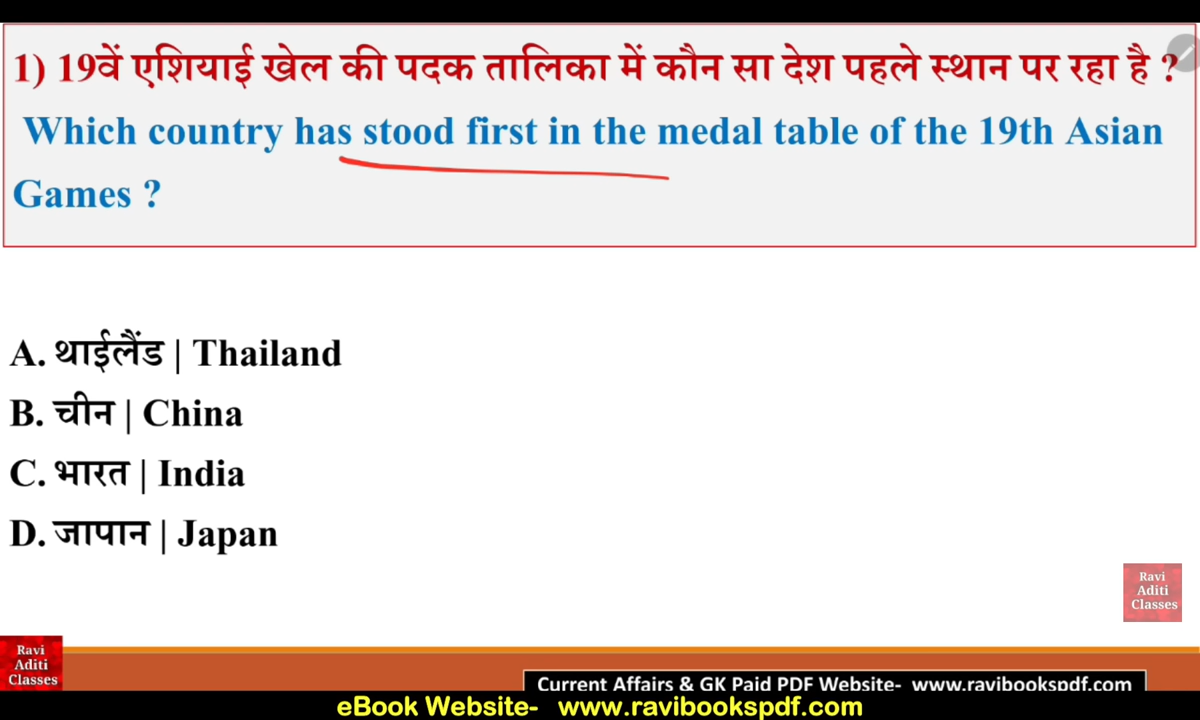 1) 19वें एशियाई खेल की पदक तालिका में कौन सा देश पहले स्थान पर रहा है ?
Which country has stood first in the medal table of the 19th Asian
Games ?
A. थाईलैंड | Thailand
B. चीन | China
C. भारत | India
D. जापान | Japan
Ravi
Aditi
Classes
Ravi
Aditi
Classes
Current Affairs & GK Paid PDF Website- www.ravibookspdf.com
eBook Website- www.ravibookspdf.com